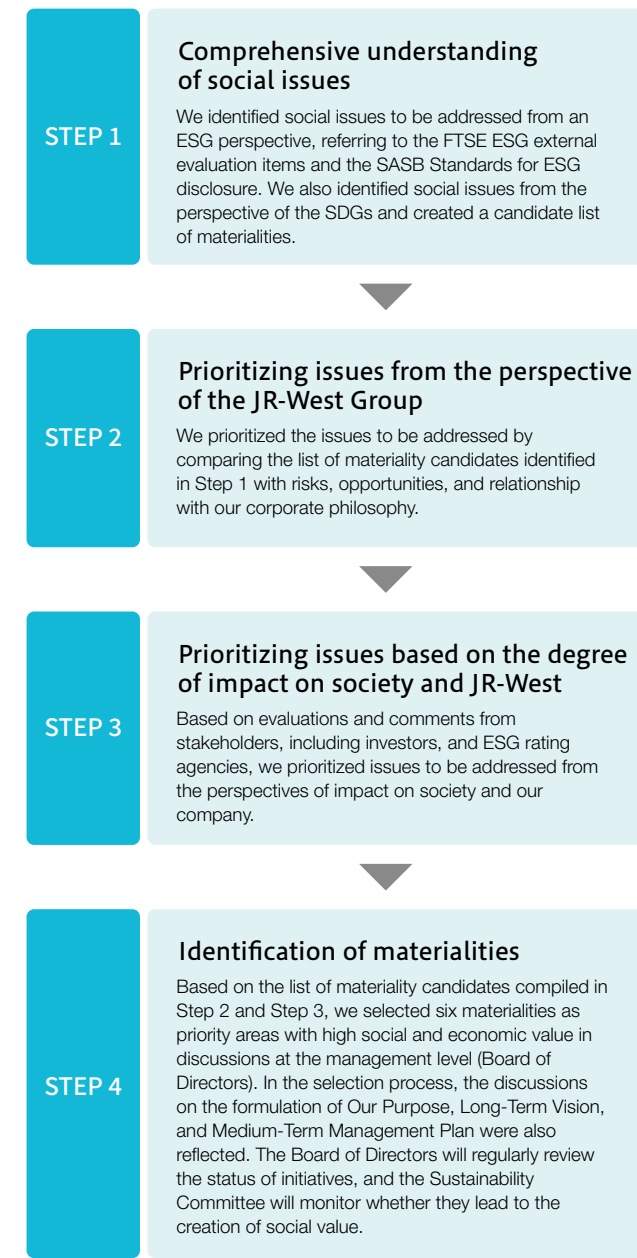 STEP 1
Comprehensive understanding
of social issues
We identified social issues to be addressed from an
ESG perspective, referring to the FTSE ESG external
evaluation items and the SASB Standards for ESG
disclosure. We also identified social issues from the
perspective of the SDGs and created a candidate list
of materialities.
STEP 2
Prioritizing issues from the perspective
of the JR-West Group
We prioritized the issues to be addressed by
comparing the list of materiality candidates identified
in Step 1 with risks, opportunities, and relationship
with our corporate philosophy.
STEP 3
Prioritizing issues based on the degree
of impact on society and JR-West
Based on evaluations and comments from
stakeholders, including investors, and ESG rating
agencies, we prioritized issues to be addressed from
the perspectives of impact on society and our
company.
STEP 4
Identification of materialities
Based on the list of materiality candidates compiled in
Step 2 and Step 3, we selected six materialities as
priority areas with high social and economic value in
discussions at the management level (Board of
Directors). In the selection process, the discussions
on the formulation of Our Purpose, Long-Term Vision,
and Medium-Term Management Plan were also
reflected. The Board of Directors will regularly review
the status of initiatives, and the Sustainability
Committee will monitor whether they lead to the
creation of social value.